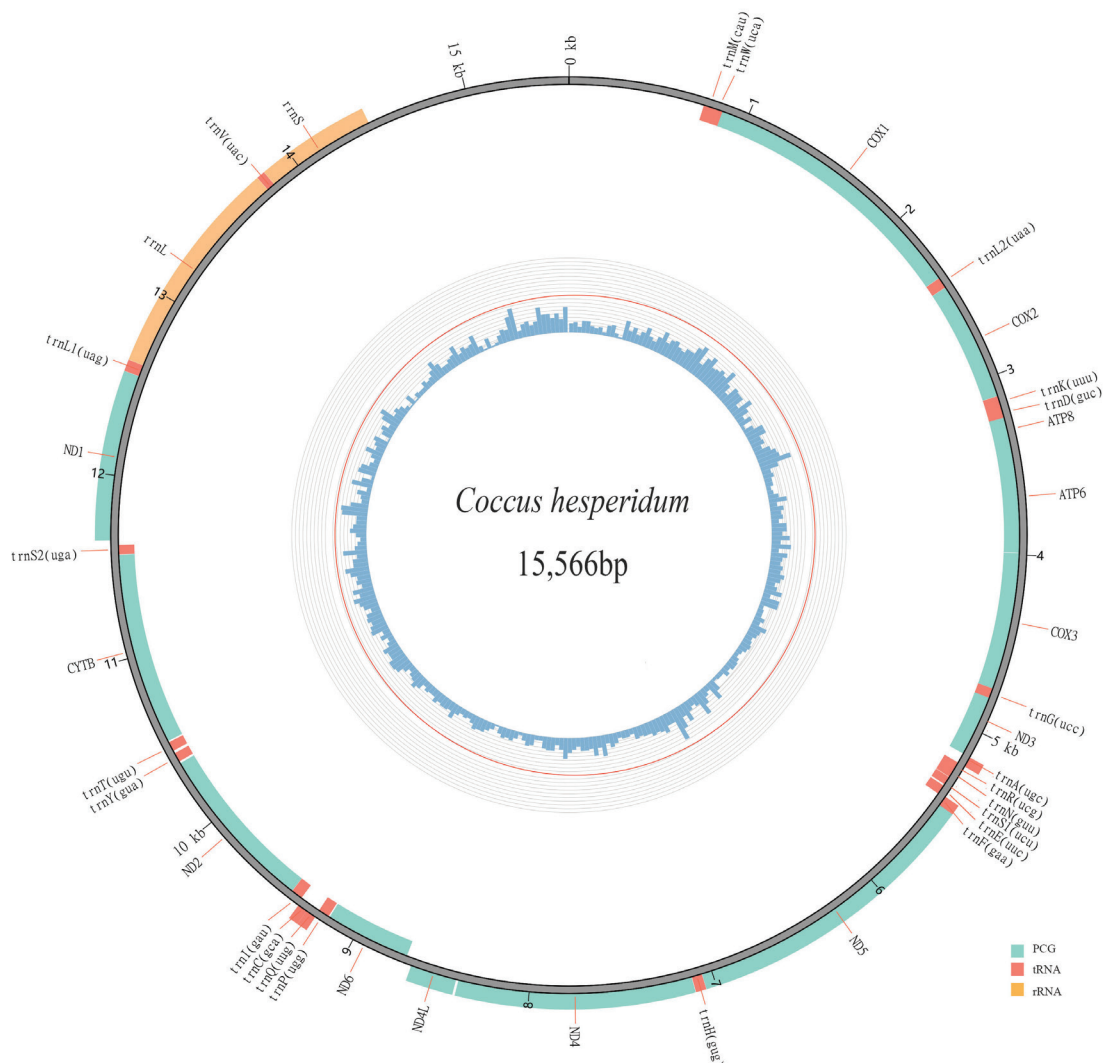 0 kb
trnM(cau)
trnW(uca)
1
COX1
2
trnL2(uaa)
COX2
3
trnK(uuu)
trnD(guc)
ATP8
ATP6
4
COX3
trnG(ucc)
ND3
5 kb
trnA(ugc)
trnR(ucg)
trnN(guu)
trnS1(ucu)
trnE(uuc)
trnF(gaa)
6
ND5
7
trnH(gug)
ND4
8
ND4L
ND6
9
trnP(ugg)
trnQ(uug)
trnC(gca)
trnI(gau)
ND2
10 kb
trnY(gua)
trnT(ugu)
CYTB
11
trnS2(uga)
12
ND1
trnL1(uag)
13
rrnL
trnV(uac)
14
rrnS
15 kb
Coccus hesperidum
15,566bp
PCG
tRNA
rRNA